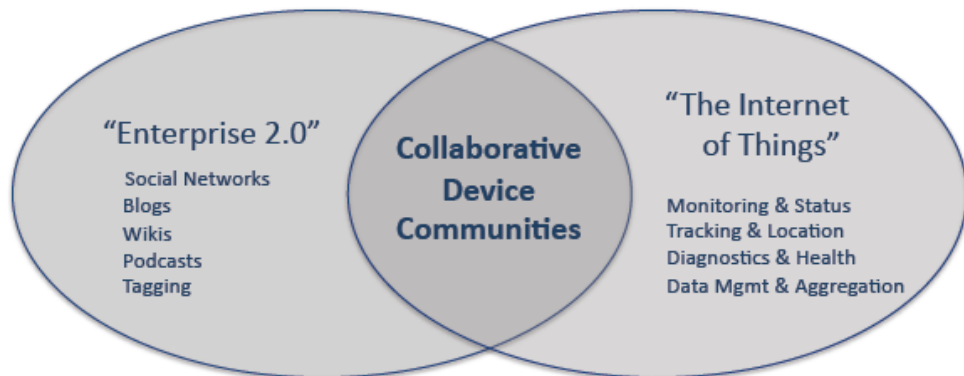 “Enterprise 2.0”
Social Networks
Blogs
Wikis
Podcasts
Tagging
Collaborative
Device
Communities
“The Internet
of Things”
Monitoring & Status
Tracking & Location
Diagnostics & Health
Data Mgmt & Aggregation